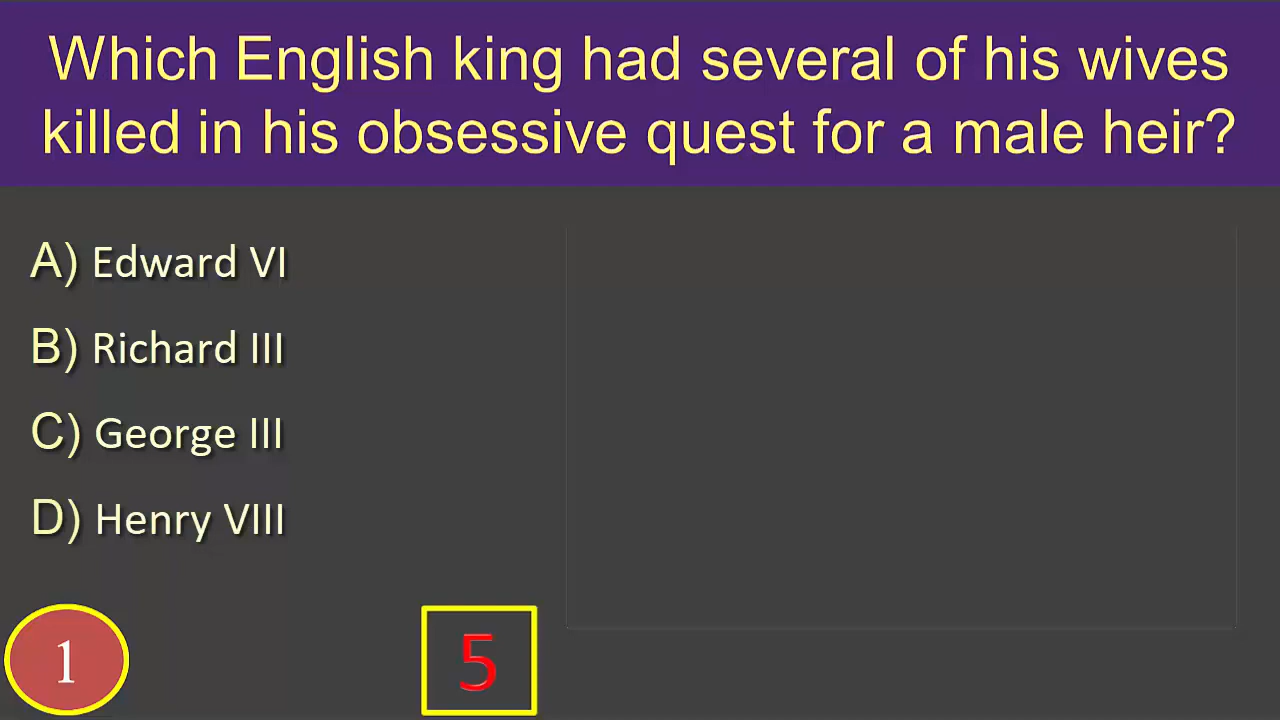 Which English king had several of his wives
killed in his obsessive quest for a male heir?
A) Edward VI
B) Richard III
C) George III
D) Henry VIII
1
5